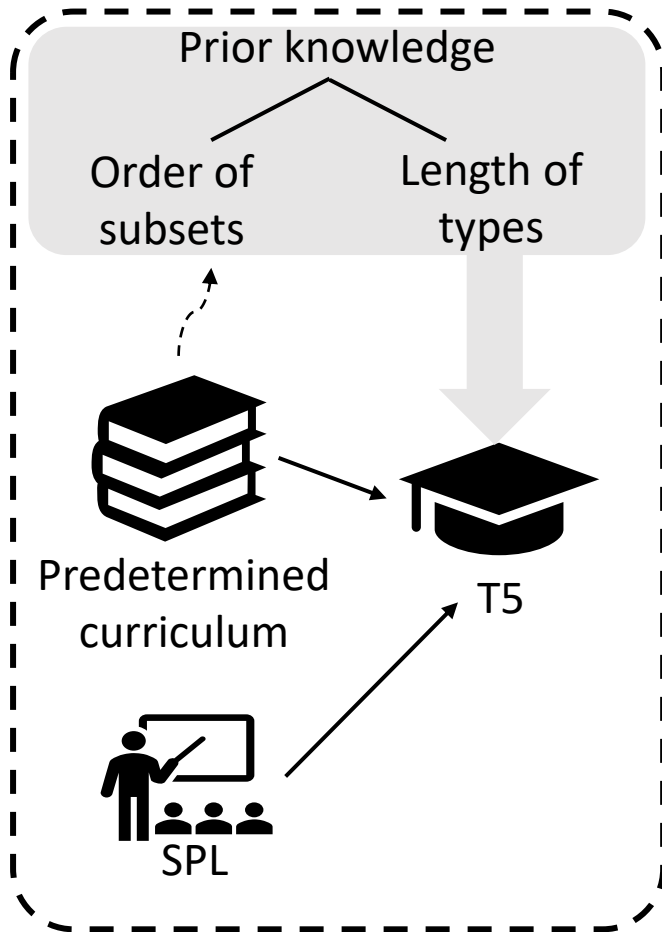 Prior knowledge
Order of
subsets
Length of
types
Predetermined
curriculum
T5
SPL